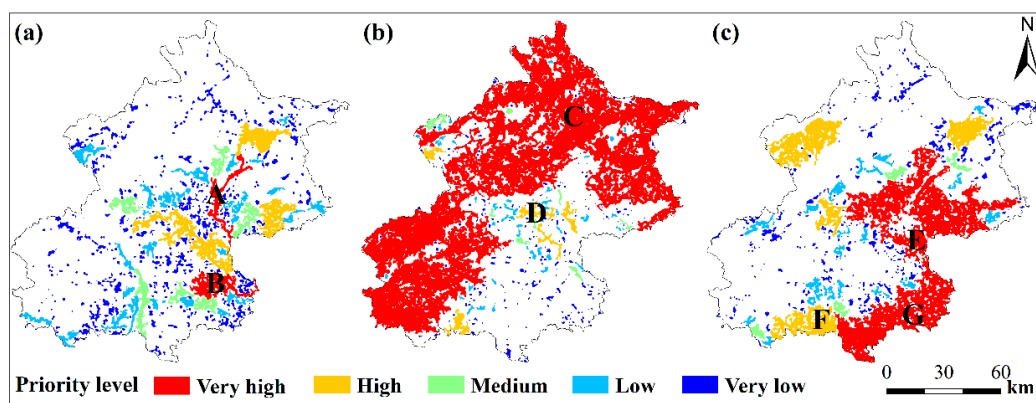 (a) (b) (c) N
C
A D
E
B F G
Priority level Very high High Medium Low Very low 0 30 60
km